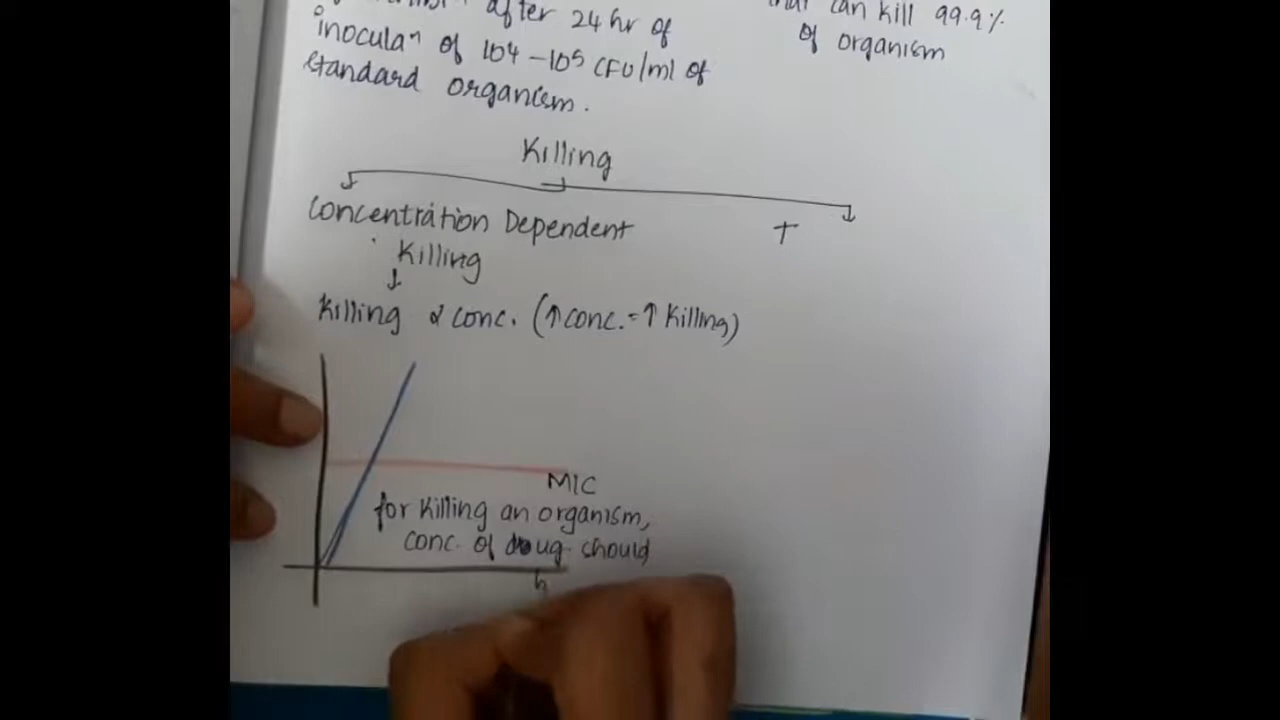 after 24 hr of
inoculaⁿ of 10⁴ – 10⁵ CFU/ml of
standard organism.
that can kill 99.9%
of organism
Killing
Concentration Dependent
Killing
T
Killing α conc. (↑conc. = ↑ Killing)
MIC
for killing an organism,
conc. of drug should
b